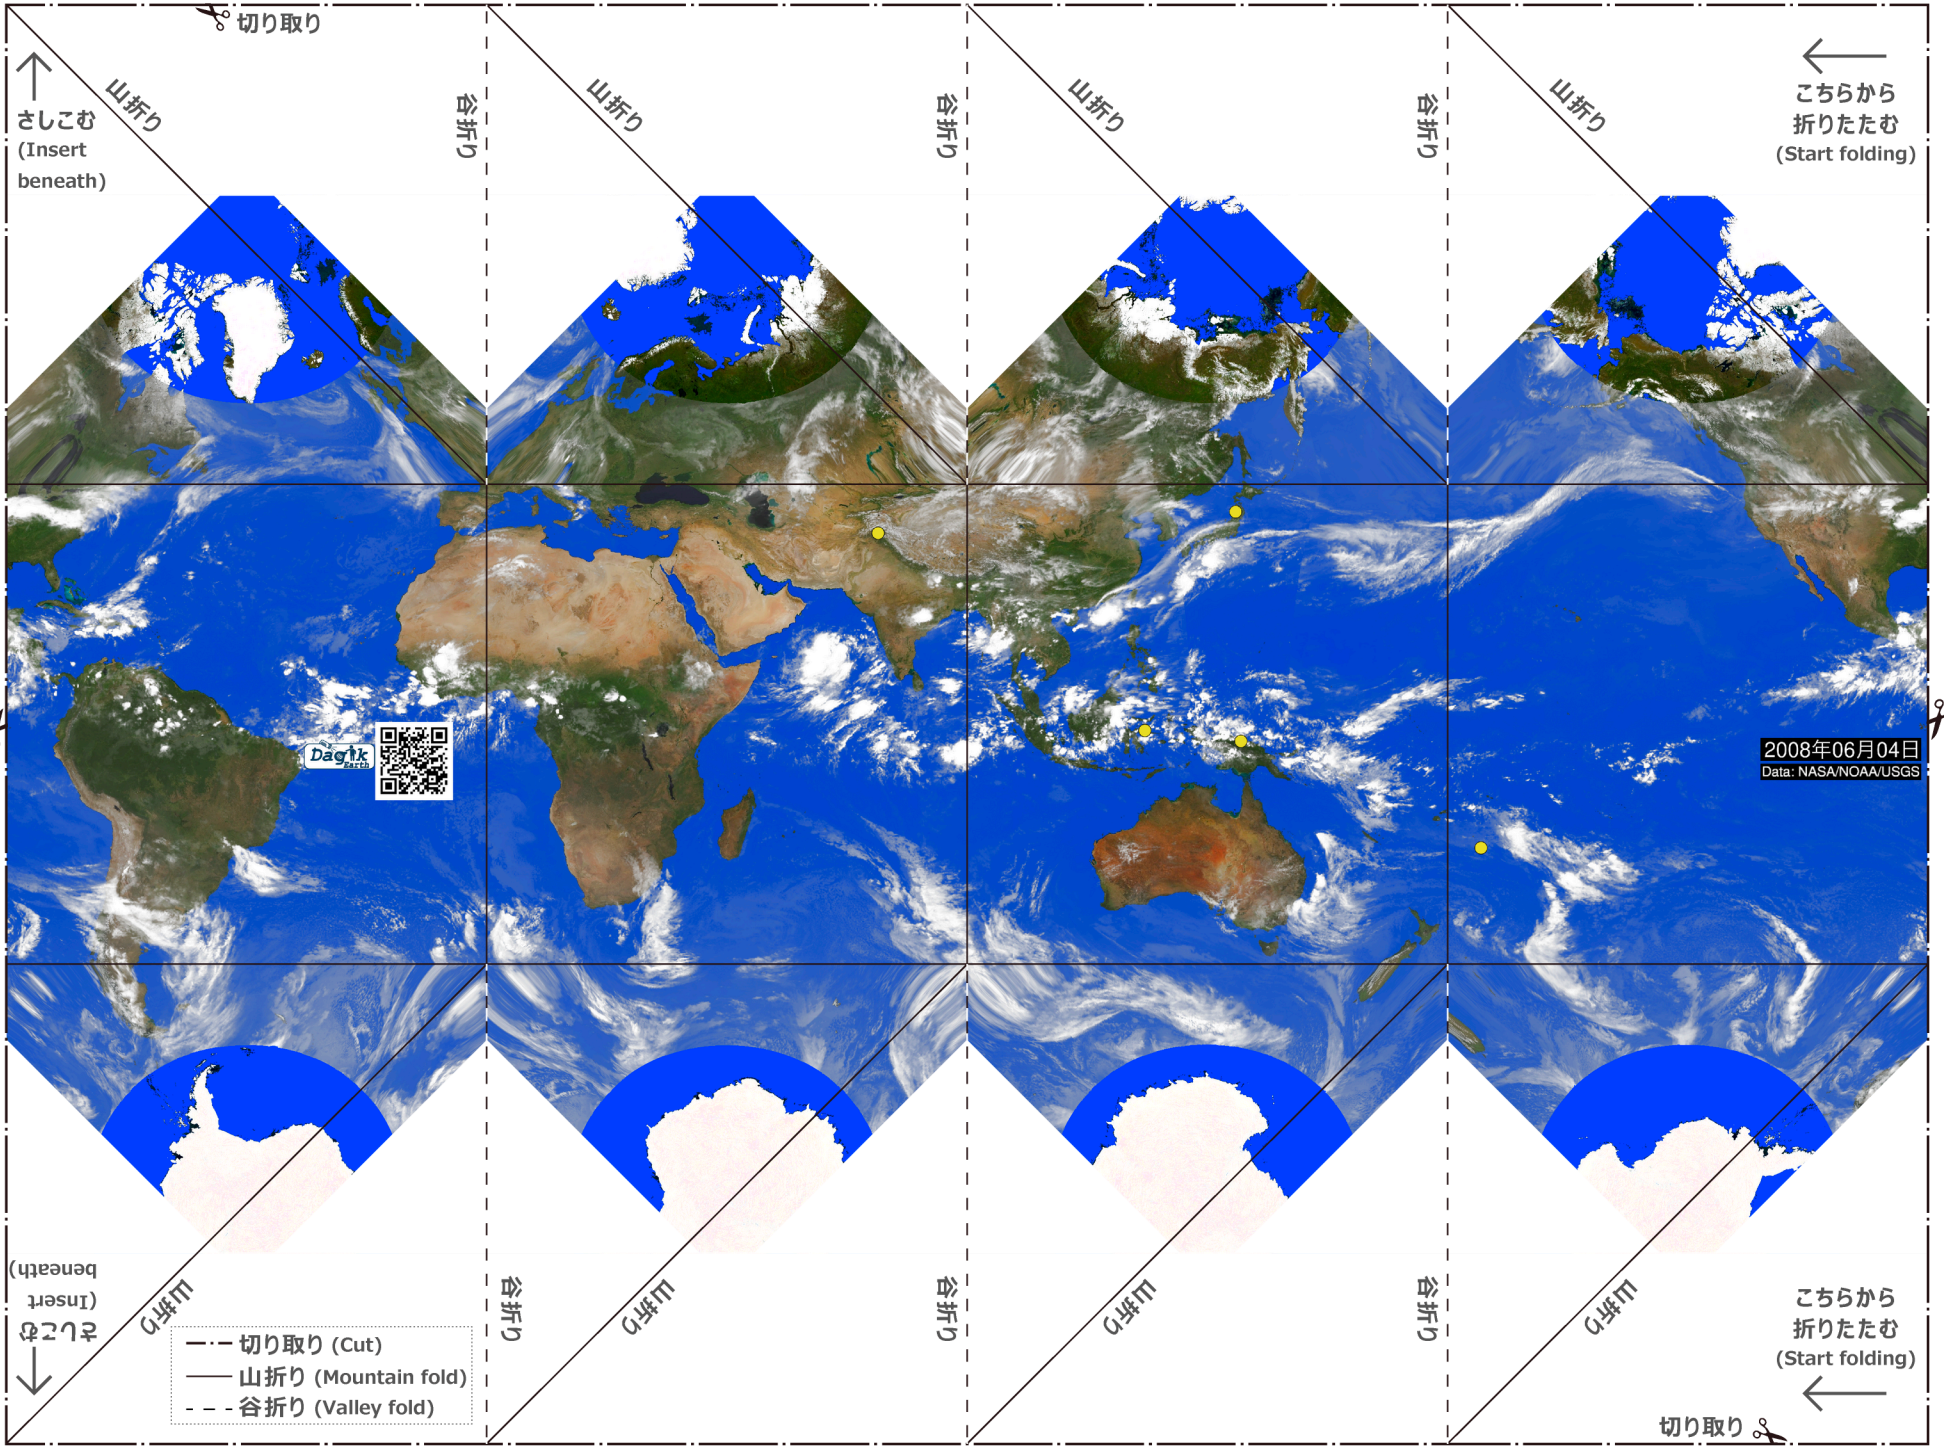 切り取り
山折り
谷折り
山折り
谷折り
山折り
谷折り
山折り
さしこむ
(Insert
beneath)
こちらから
折りたたむ
(Start folding)
Dagik
Earth
2008年06月04日
Data: NASA/NOAA/USGS
さしこむ
(Insert
beneath)
山折り
谷折り
山折り
谷折り
山折り
谷折り
山折り
切り取り (Cut)
山折り (Mountain fold)
谷折り (Valley fold)
こちらから
折りたたむ
(Start folding)
切り取り